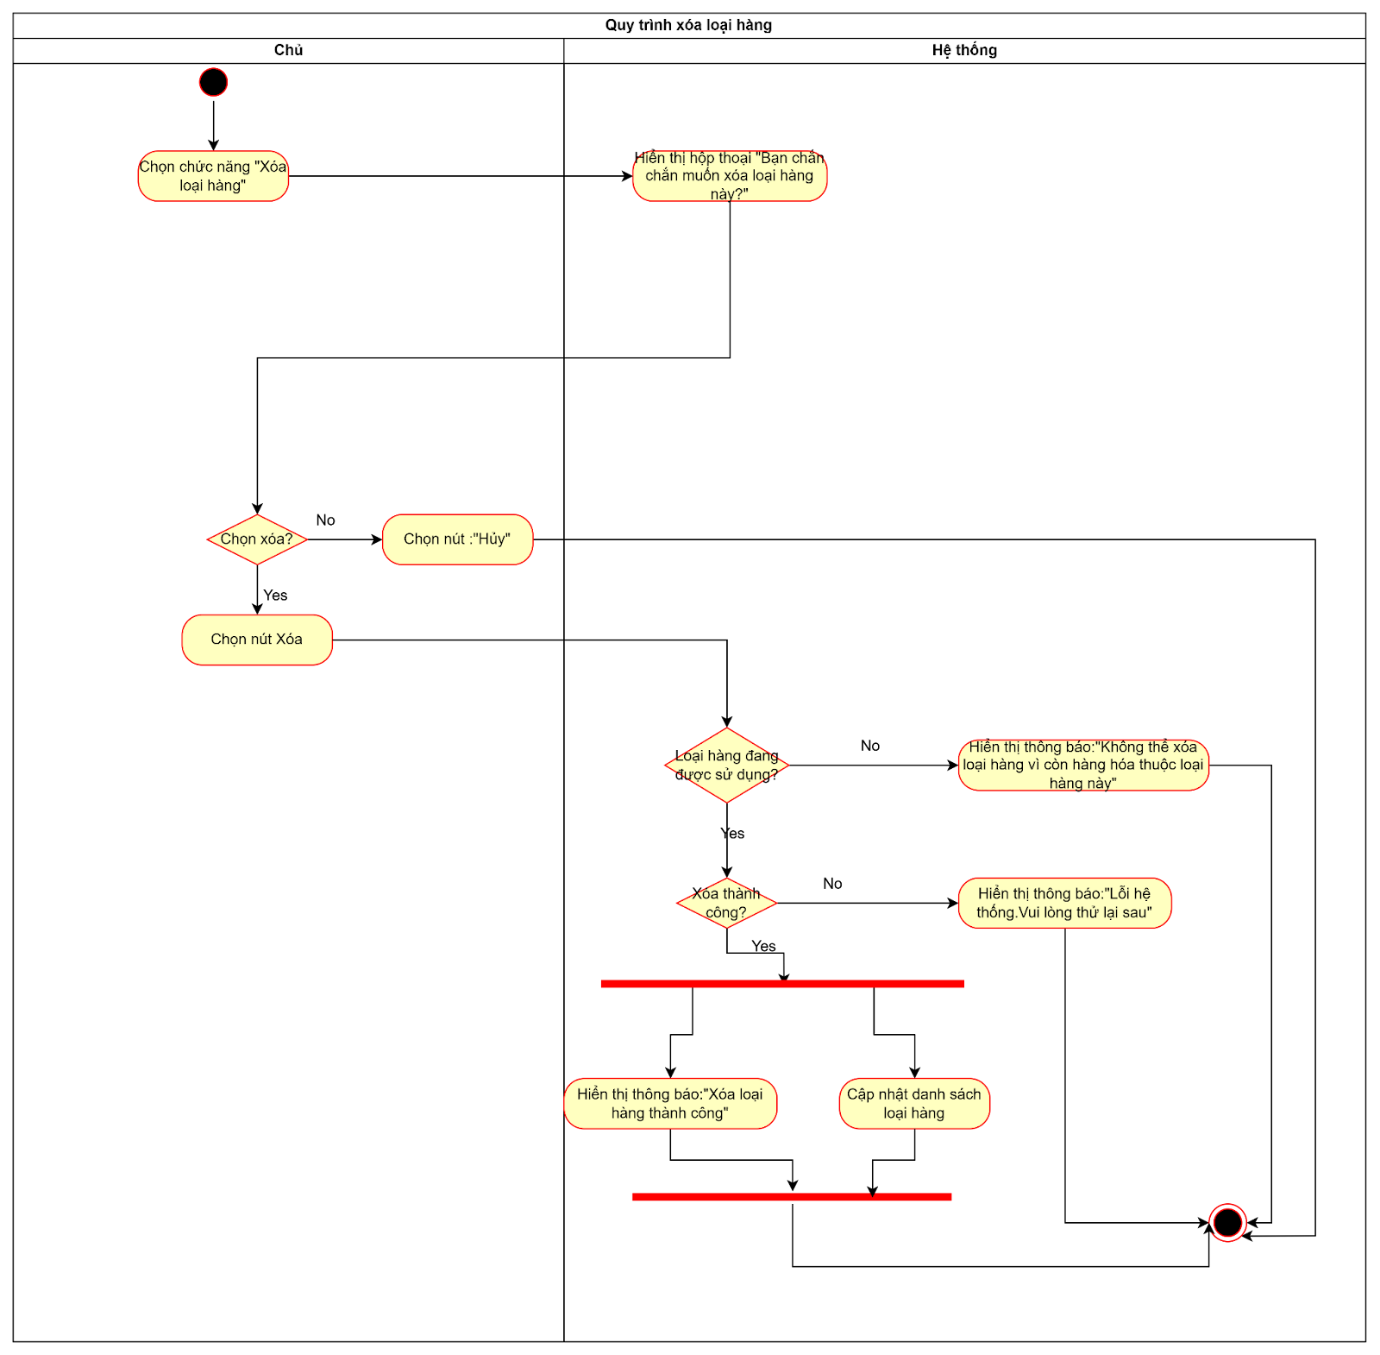 Quy trình xóa loại hàng
Chủ
Hệ thống
Chọn chức năng "Xóa
loại hàng"
Hiển thị hộp thoại "Bạn chắn
chắn muốn xóa loại hàng
này?"
Chọn xóa?
No
Chọn nút :"Hủy"
Yes
Chọn nút Xóa
Loại hàng đang
được sử dụng?
No
Hiển thị thông báo:"Không thể xóa
loại hàng vì còn hàng hóa thuộc loại
hàng này"
Yes
Xóa thành
công?
No
Hiển thị thông báo:"Lỗi hệ
thống.Vui lòng thử lại sau"
Yes
Hiển thị thông báo:"Xóa loại
hàng thành công"
Cập nhật danh sách
loại hàng